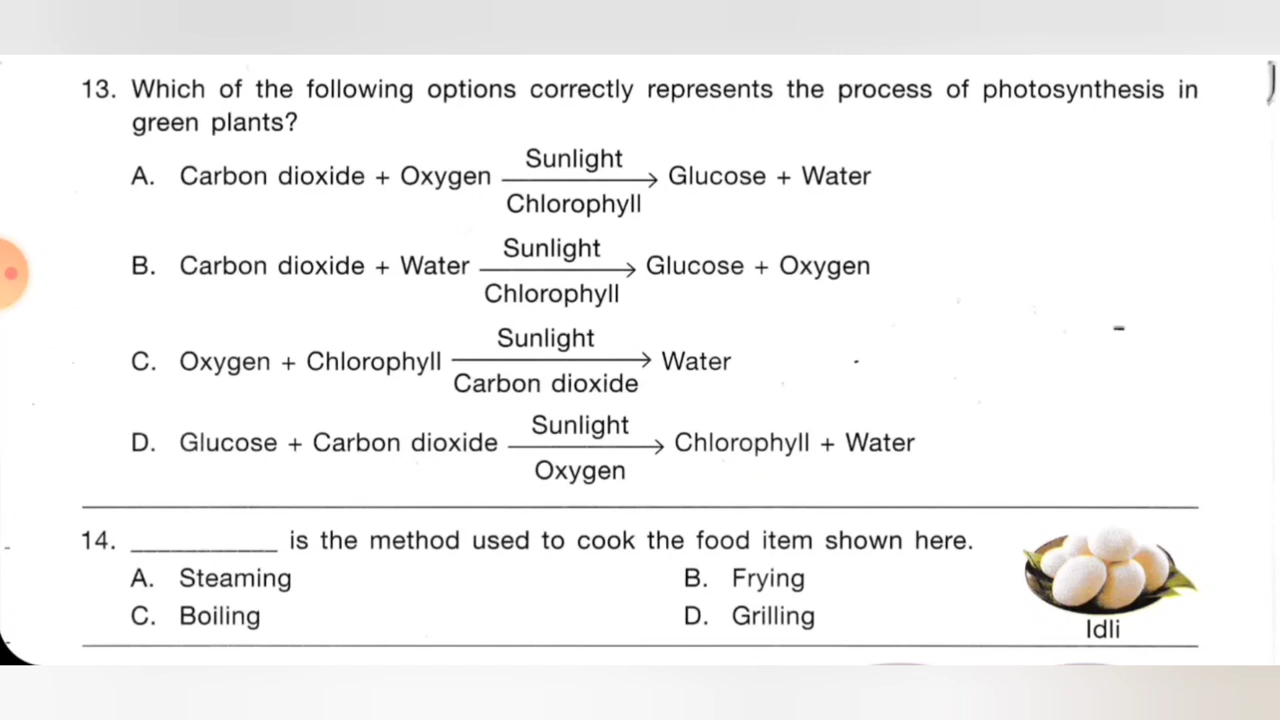 13. Which of the following options correctly represents the process of photosynthesis in
green plants?
A. Carbon dioxide + Oxygen Sunlight Chlorophyll → Glucose + Water
B. Carbon dioxide + Water Sunlight Chlorophyll → Glucose + Oxygen
C. Oxygen + Chlorophyll Sunlight Carbon dioxide → Water
D. Glucose + Carbon dioxide Sunlight Oxygen → Chlorophyll + Water
14. __________ is the method used to cook the food item shown here.
A. Steaming B. Frying
C. Boiling D. Grilling
Idli